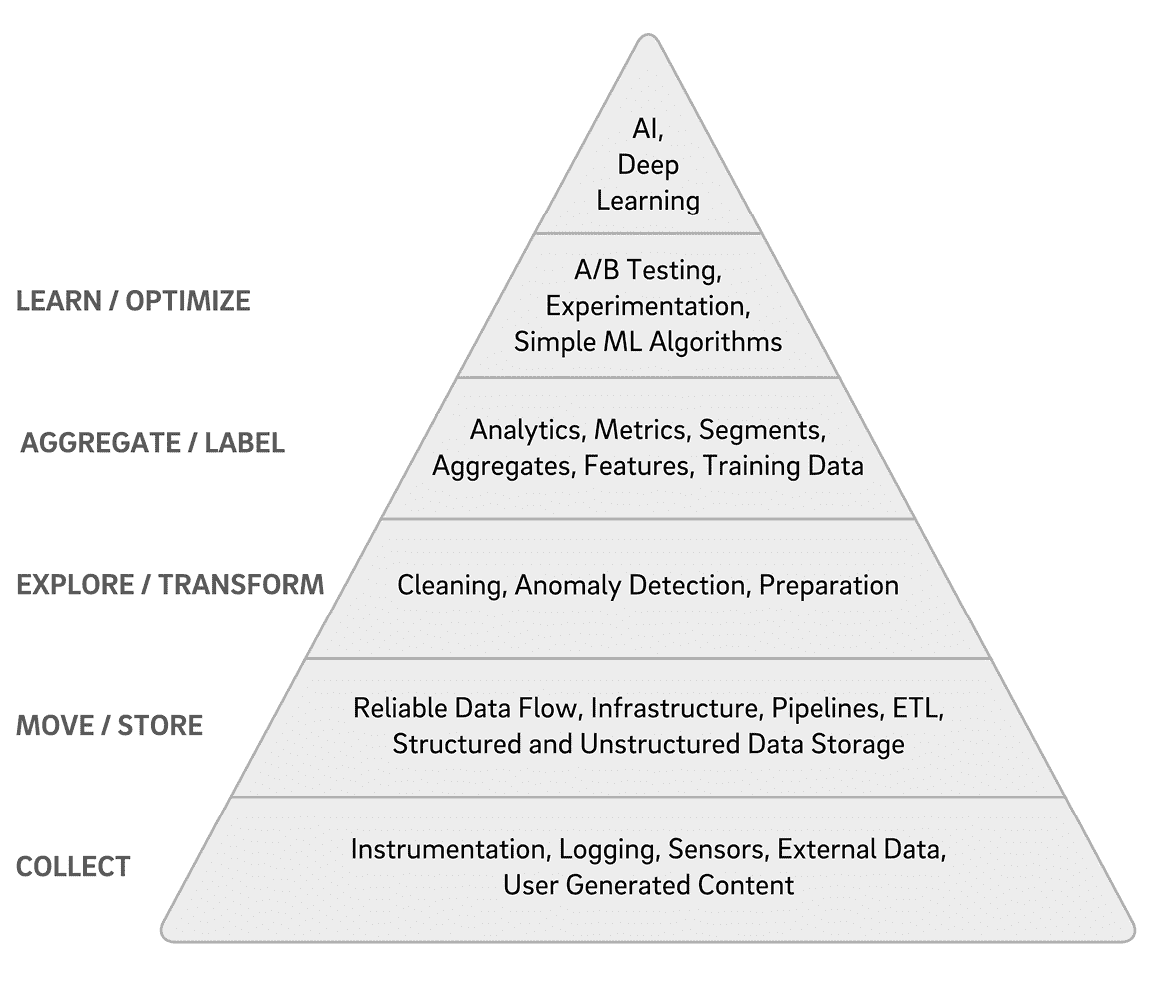 AI,
Deep
Learning
LEARN / OPTIMIZE
A/B Testing,
Experimentation,
Simple ML Algorithms
AGGREGATE / LABEL
Analytics, Metrics, Segments,
Aggregates, Features, Training Data
EXPLORE / TRANSFORM
Cleaning, Anomaly Detection, Preparation
MOVE / STORE
Reliable Data Flow, Infrastructure, Pipelines, ETL,
Structured and Unstructured Data Storage
COLLECT
Instrumentation, Logging, Sensors, External Data,
User Generated Content